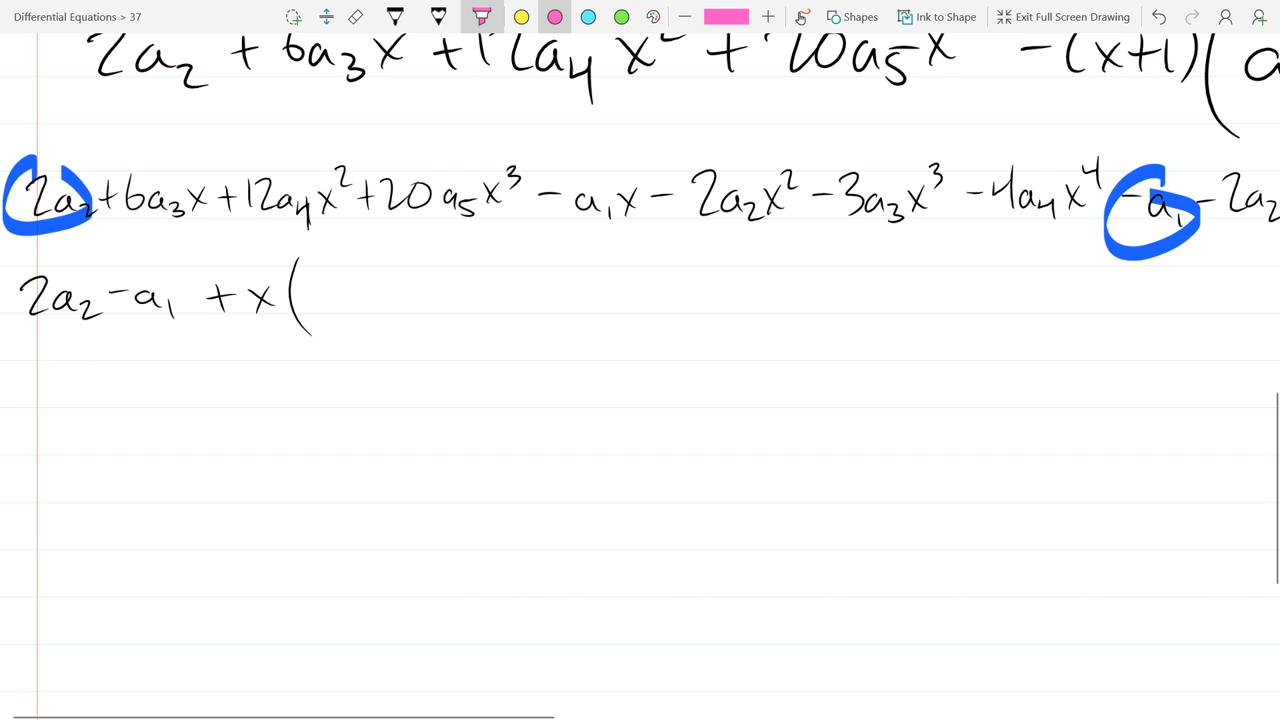 Differential Equations > 37
Shapes Ink to Shape Exit Full Screen Drawing
2a₂ + 6a₃x + 12a₄x² + 20a₅x -(x+1)( a
2a₂+6a₃x+12a₄x²+20a₅x³ - a₁x - 2a₂x² - 3a₃x³ - 4a₄x⁴ - a₁ - 2a₂
2a₂ - a₁ + x(